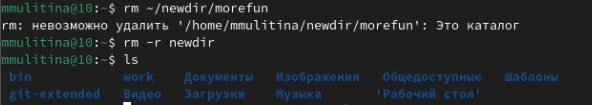 mmulitina@10:~$ rm ~/newdir/morefun
rm: невозможно удалить '/home/mmulitina/newdir/morefun': Это каталог
mmulitina@10:~$ rm -r newdir
mmulitina@10:~$ ls
bin work Документы Изображения Общедоступные Шаблоны
git-extended Видео Загрузки Музыка 'Рабочий стол'